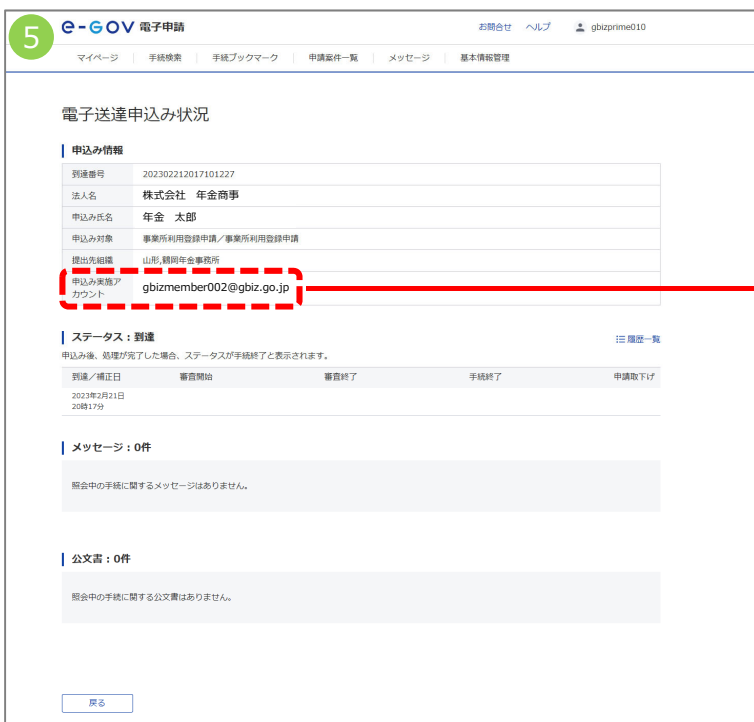 5
e-GOV 電子申請
お問合せ ヘルプ gbizprime010
マイページ 手続検索 手続ブックマーク 申請案件一覧 メッセージ 基本情報管理
電子送達申込み状況
申込み情報
到達番号 202302212017101227
法人名 株式会社 年金商事
申込み氏名 年金 太郎
申込み対象 事業所利用登録申請／事業所利用登録申請
提出先組織 山形,鶴岡年金事務所
申込み実施ア
カウント gbizmember002@gbiz.go.jp
ステータス：到達
履歴一覧
申込み後、処理が完了した場合、ステータスが手続終了と表示されます。
到達／補正日 審査開始 審査終了 手続終了 申請取下げ
2023年2月21日
20時17分
メッセージ：0件
照会中の手続に関するメッセージはありません。
公文書：0件
照会中の手続に関する公文書はありません。
戻る